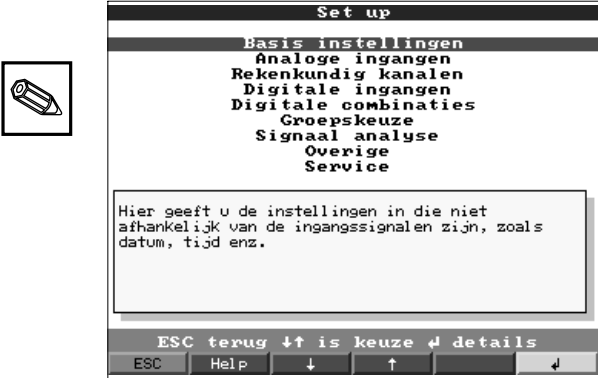 Set up
Basis instellingen
Analoge ingangen
Rekenkundig kanalen
Digitale ingangen
Digitale combinaties
Groepskeuze
Signaal analyse
Overige
Service
Hier geeft u de instellingen in die niet
afhankelijk van de ingangssignalen zijn, zoals
datum, tijd enz.
ESC terug ↓↑ is keuze ↲ details
ESC Help ↓ ↑ ↲